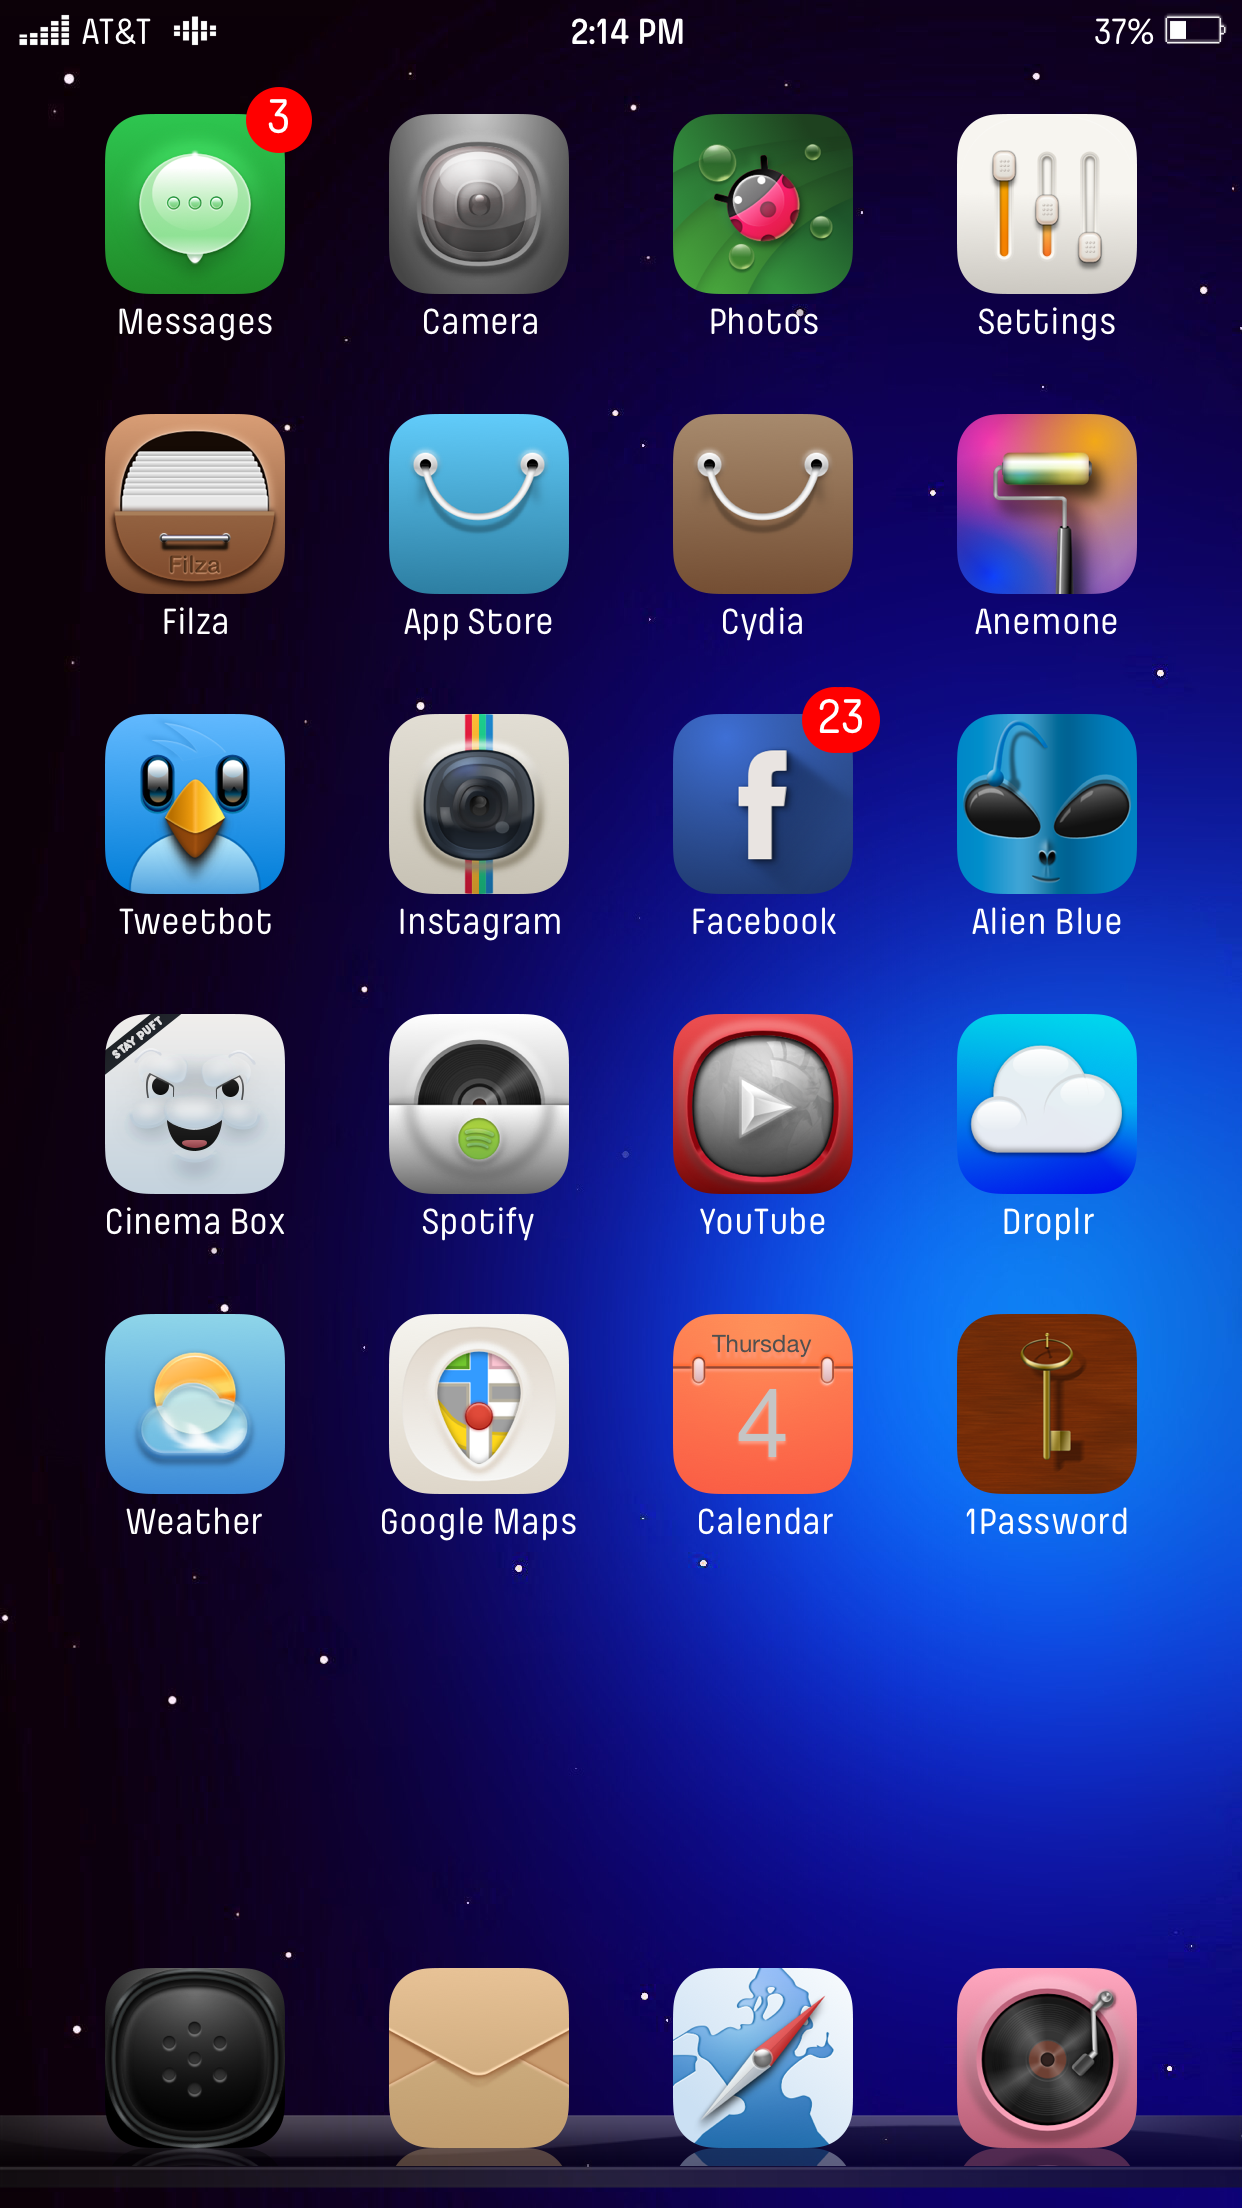 AT&T 2:14 PM 37%
3
Messages Camera Photos Settings
Filza
Filza App Store Cydia Anemone
23
f
Tweetbot Instagram Facebook Alien Blue
STAY PUFT
Cinema Box Spotify YouTube Droplr
Thursday
4
Weather Google Maps Calendar 1Password